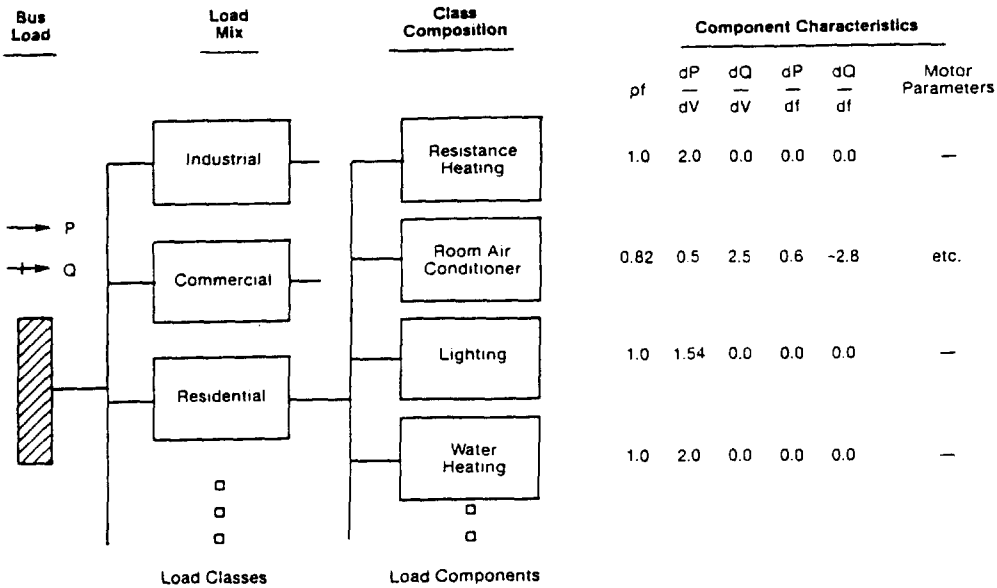 Bus
Load
Load
Mix
Class
Composition
Component Characteristics
pf
dP
dV
dQ
dV
dP
df
dQ
df
Motor
Parameters
Industrial
Resistance
Heating
1.0 2.0 0.0 0.0 0.0 —
P
Q
Commercial
Room Air
Conditioner
0.82 0.5 2.5 0.6 -2.8 etc.
Residential
Lighting
1.0 1.54 0.0 0.0 0.0 —
Water
Heating
1.0 2.0 0.0 0.0 0.0 —
Load Classes
Load Components